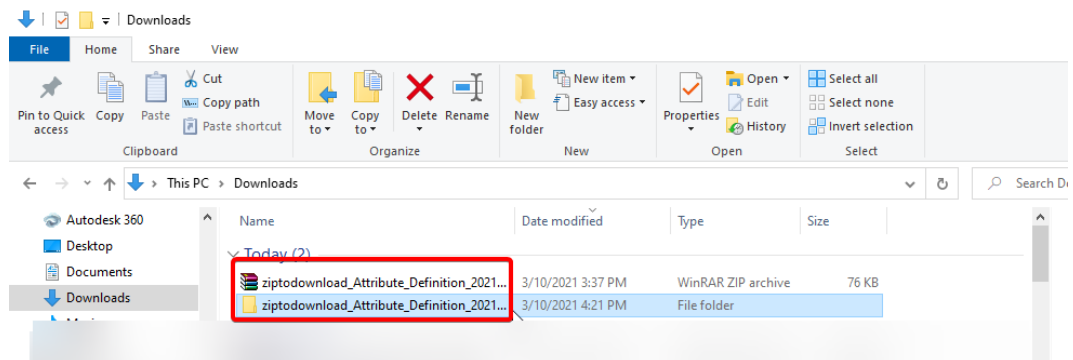 Downloads
File Home Share View
Pin to Quick access
Copy
Paste
Cut
Copy path
Paste shortcut
Clipboard
Move to
Copy to
Delete
Rename
Organize
New folder
New item
Easy access
New
Properties
Open
Edit
History
Open
Select all
Select none
Invert selection
Select
This PC > Downloads
Search D
Autodesk 360
Desktop
Documents
Downloads
Name Date modified Type Size
Today (2)
ziptodownload_Attribute_Definition_2021... 3/10/2021 3:37 PM WinRAR ZIP archive 76 KB
ziptodownload_Attribute_Definition_2021... 3/10/2021 4:21 PM File folder